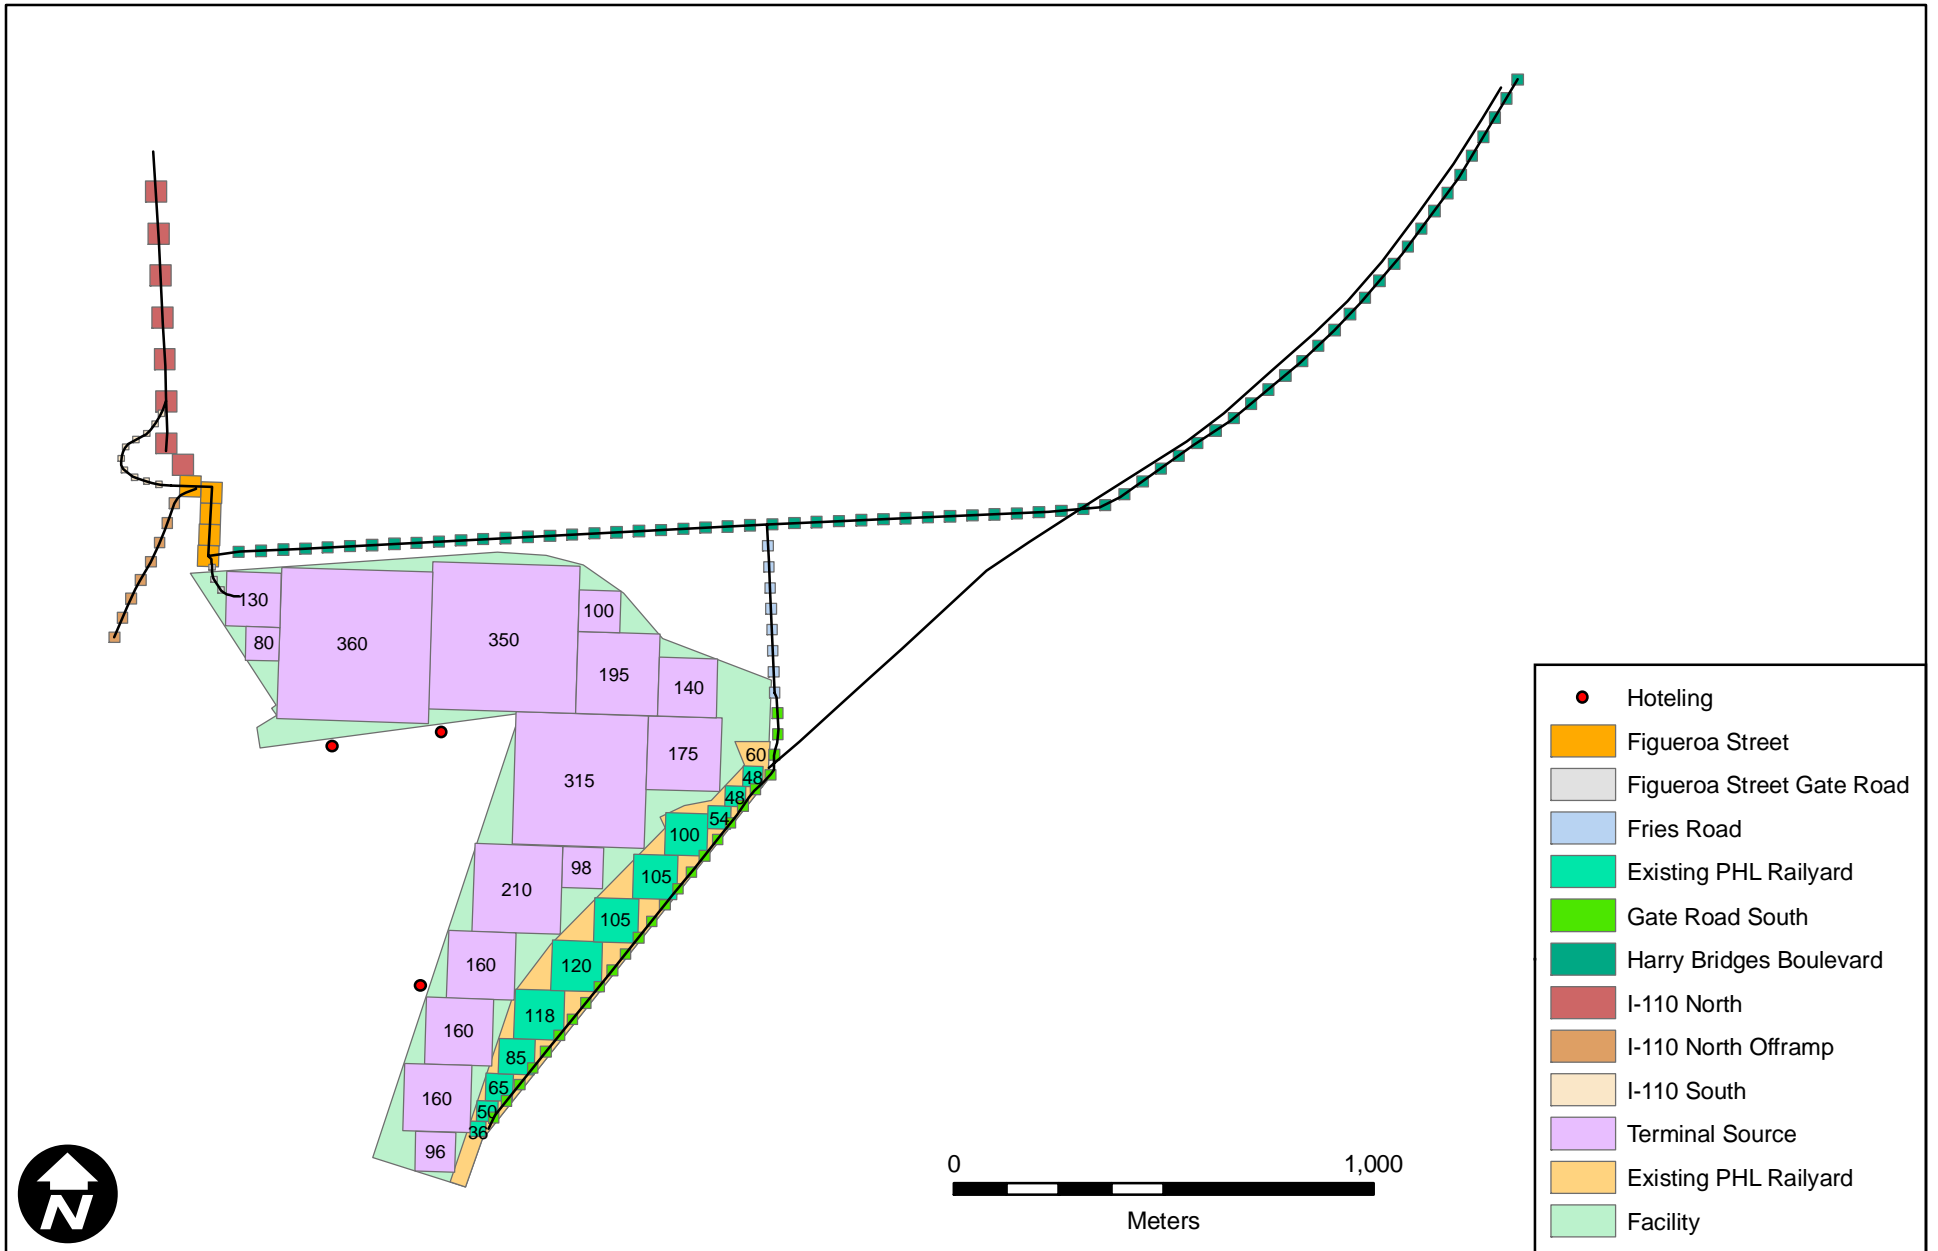 130
80
360
350
100
195
140
315
175
60
48
48
54
100
105
98
210
105
160
120
118
160
85
65
160
50
36
96
N
0
1,000
Meters
Hoteling
Figueroa Street
Figueroa Street Gate Road
Fries Road
Existing PHL Railyard
Gate Road South
Harry Bridges Boulevard
I-110 North
I-110 North Offramp
I-110 South
Terminal Source
Existing PHL Railyard
Facility